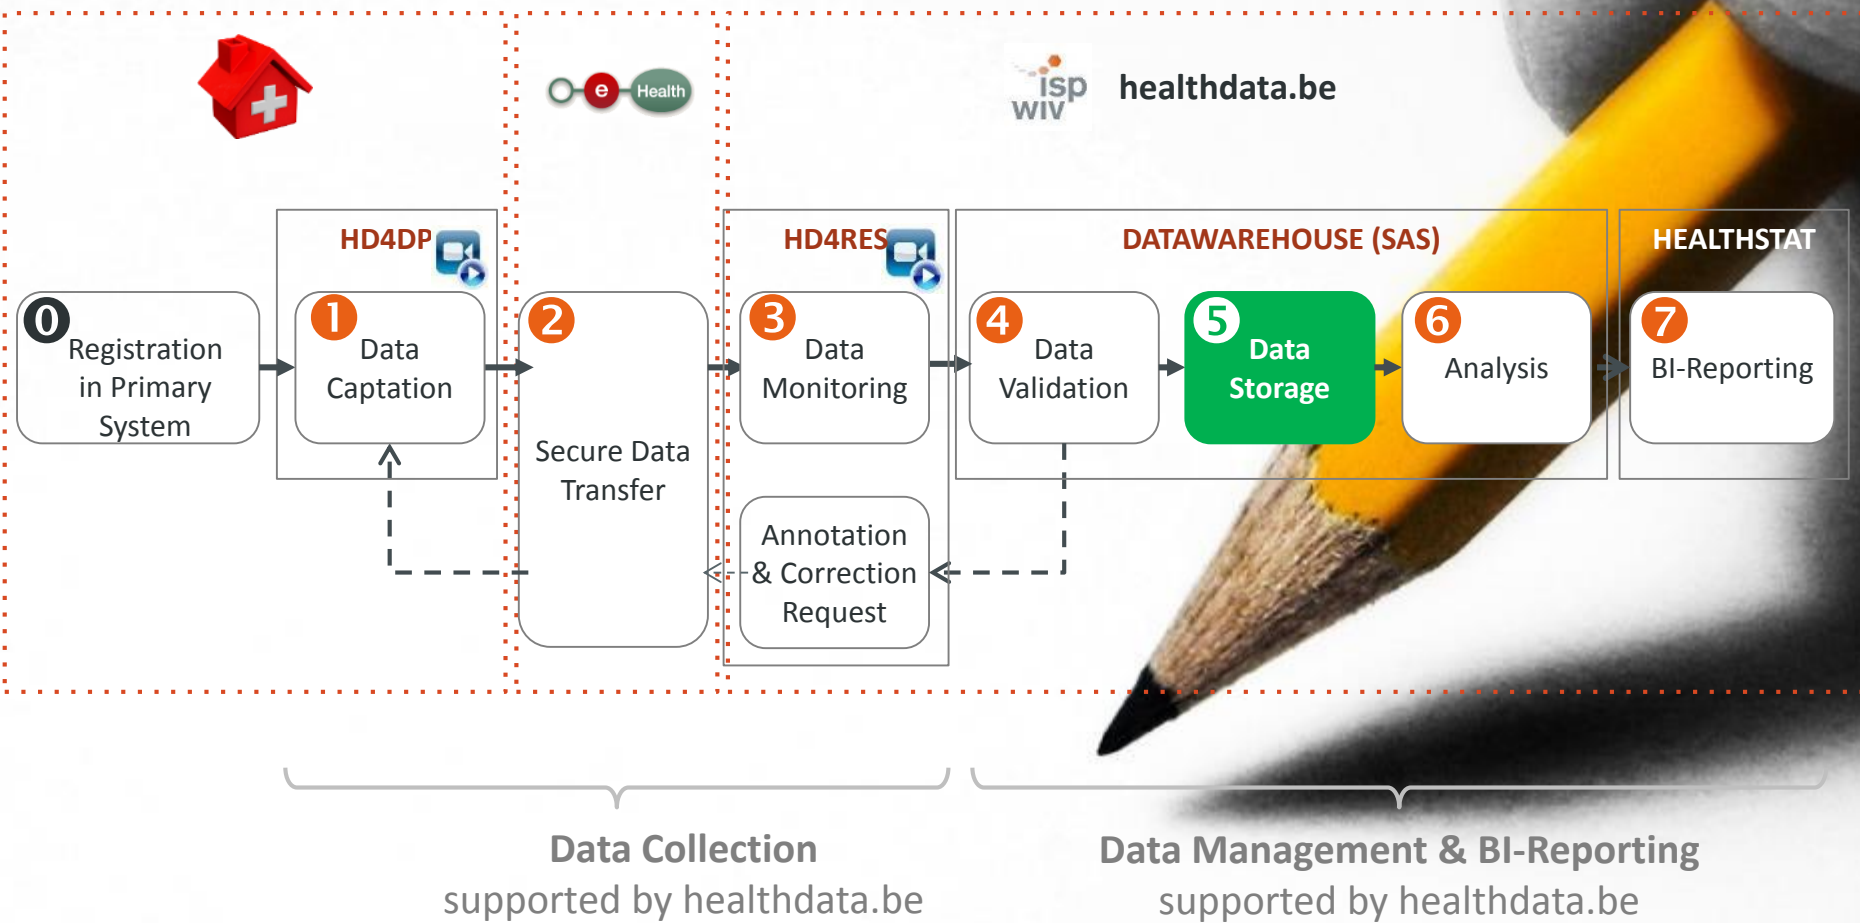 e
Health
isp
WIV
healthdata.be
HD4DP
HD4RES
DATAWAREHOUSE (SAS)
HEALTHSTAT
0
Registration
in Primary
System
1
Data
Captation
2
Secure Data
Transfer
3
Data
Monitoring
Annotation
& Correction
Request
4
Data
Validation
5
Data
Storage
6
Analysis
7
BI-Reporting
Data Collection
supported by healthdata.be
Data Management & BI-Reporting
supported by healthdata.be